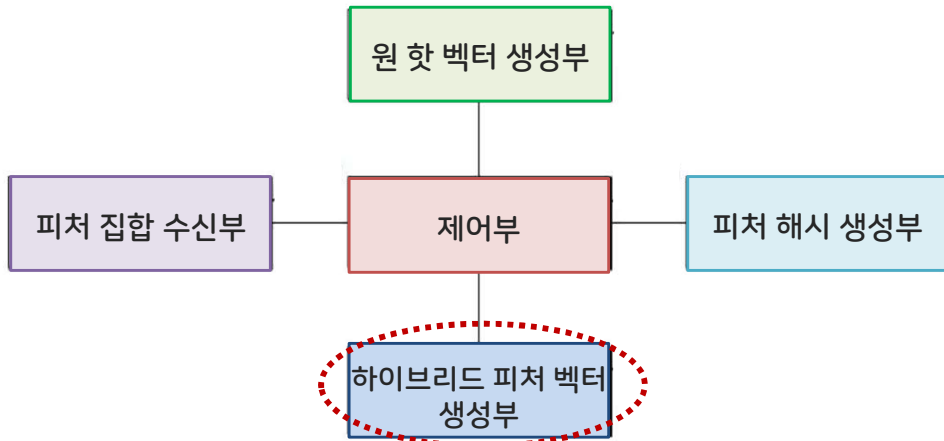 원 핫 벡터 생성부
피처 집합 수신부
제어부
피처 해시 생성부
하이브리드 피처 벡터
생성부